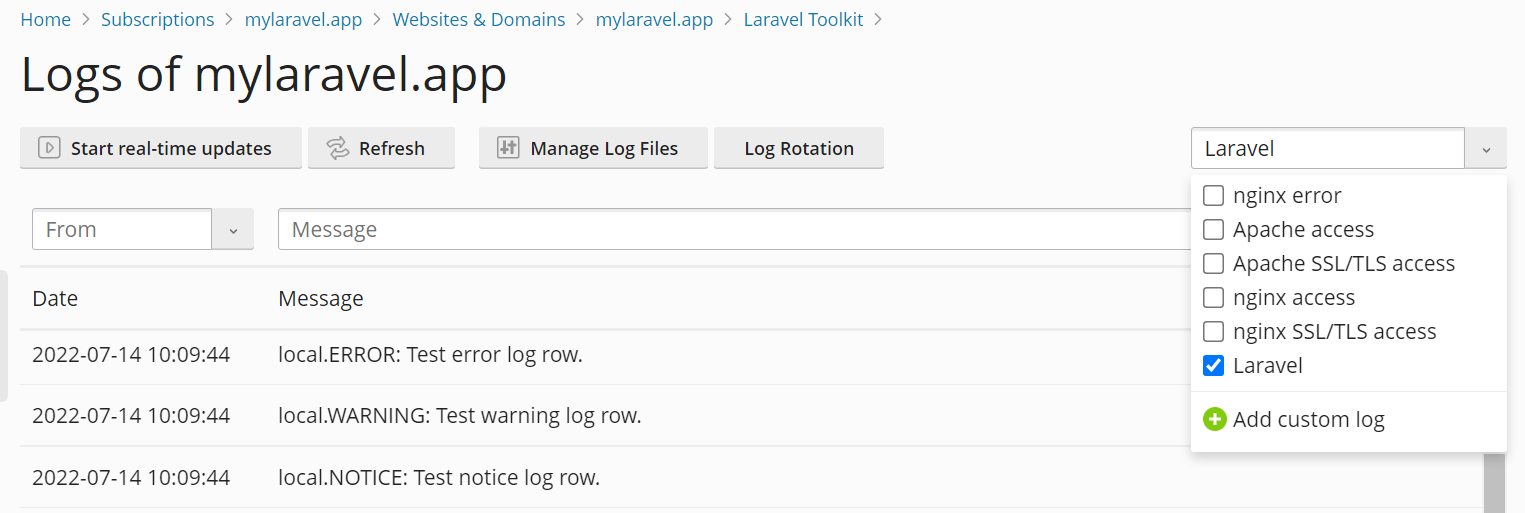 Home > Subscriptions > mylaravel.app > Websites & Domains > mylaravel.app > Laravel Toolkit >
Logs of mylaravel.app
Start real-time updates Refresh Manage Log Files Log Rotation Laravel
nginx error
From Message Apache access
Apache SSL/TLS access
Date Message nginx access
nginx SSL/TLS access
2022-07-14 10:09:44 local.ERROR: Test error log row. Laravel
2022-07-14 10:09:44 local.WARNING: Test warning log row. Add custom log
2022-07-14 10:09:44 local.NOTICE: Test notice log row.